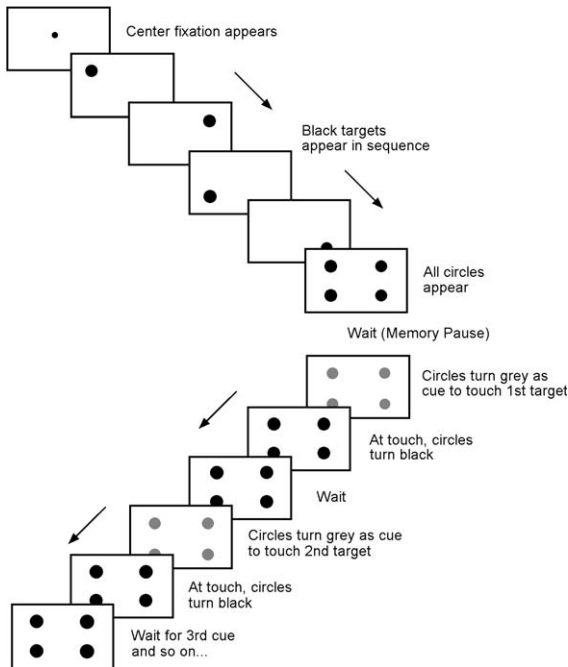 Center fixation appears
Black targets
appear in sequence
All circles
appear
Wait (Memory Pause)
Circles turn grey as
cue to touch 1st target
At touch, circles
turn black
Wait
Circles turn grey as cue
to touch 2nd target
At touch, circles
turn black
Wait for 3rd cue
and so on...